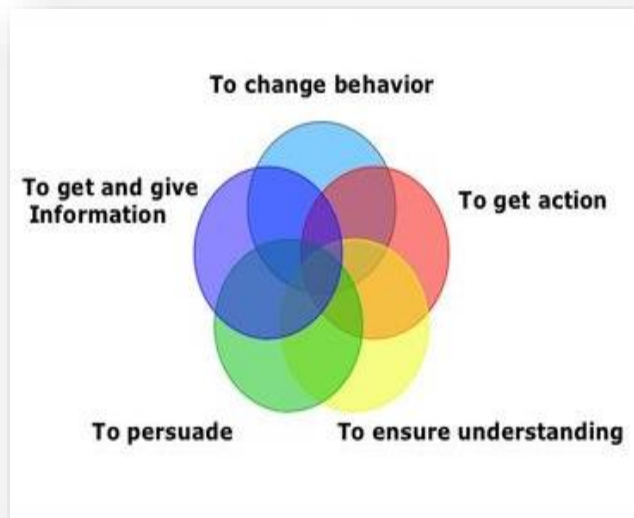 To change behavior
To get and give
Information
To get action
To persuade
To ensure understanding